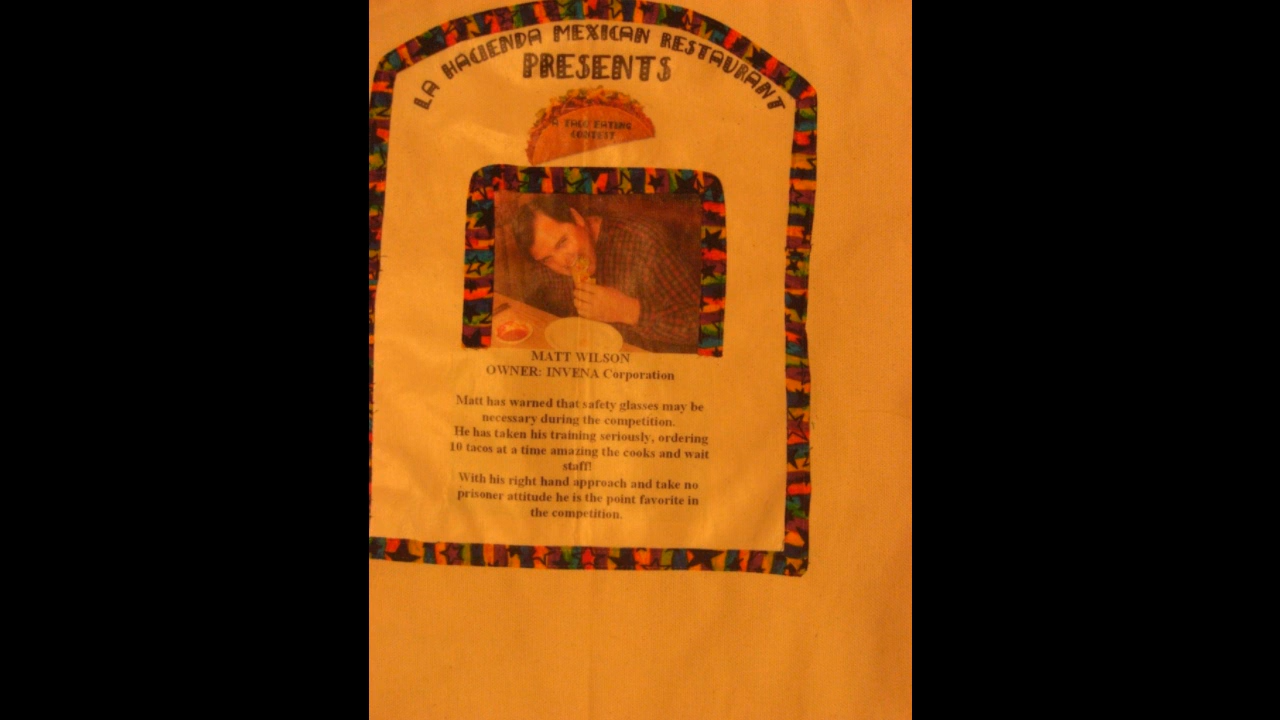 LA HACIENDA MEXICAN RESTAURANT
PRESENTS
A TACO EATING
CONTEST
MATT WILSON
OWNER: INVENA Corporation
Matt has warned that safety glasses may be
necessary during the competition.
He has taken his training seriously, ordering
10 tacos at a time amazing the cooks and wait
staff!
With his right hand approach and take no
prisoner attitude he is the point favorite in
the competition.